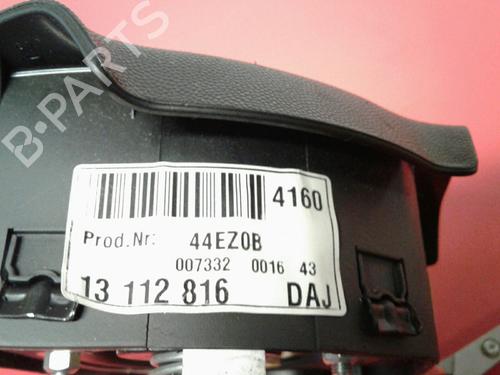 B-PARTS
4160
Prod.Nr: 44EZ0B
007332 0016 43
13 112 816 DAJ